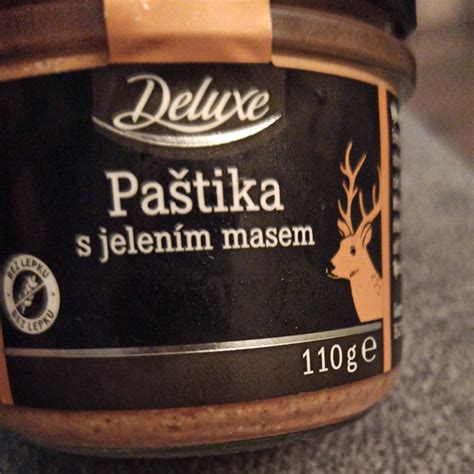 Deluxe
Paštika
s jelením masem
BEZ LEPKU
BEZ LEPKU
110g e